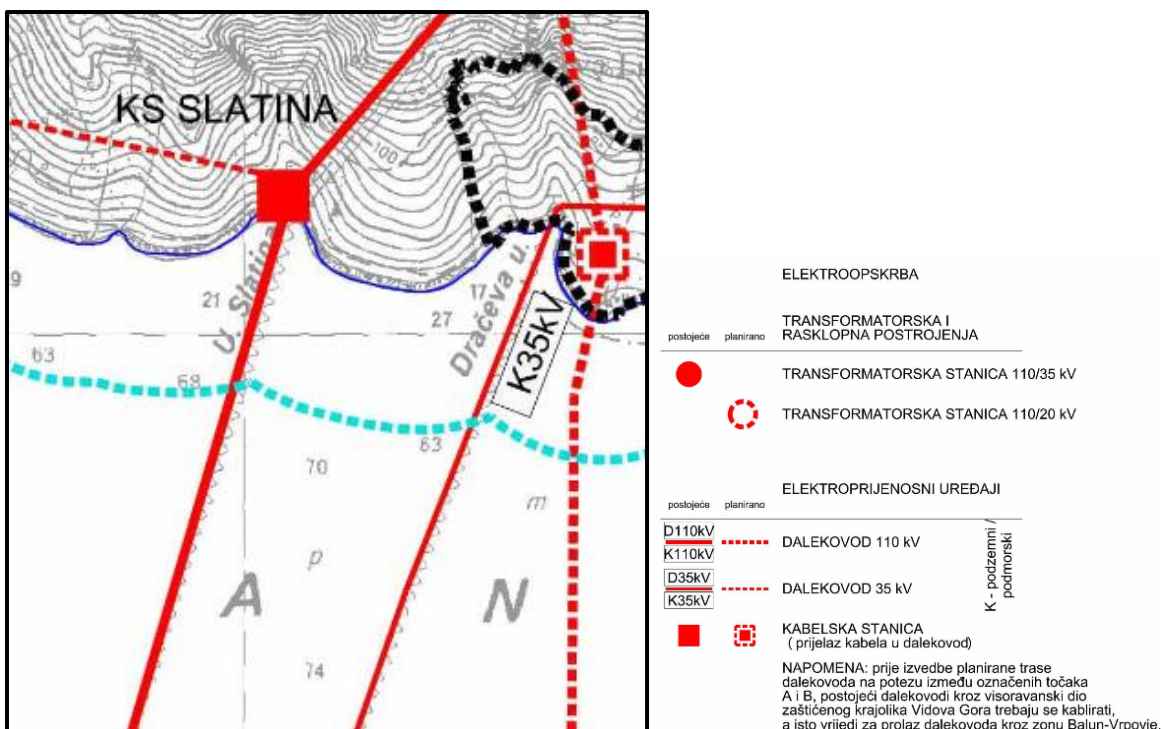 KS SLATINA
100
9
21
U. Slatina
17
Dračeva u.
27
K35kV
63
68
63
70
m
p
A
N
74
ELEKTROOPSKRBA
TRANSFORMATORSKA I
postojeće planirano RASKLOPNA POSTROJENJA
TRANSFORMATORSKA STANICA 110/35 kV
TRANSFORMATORSKA STANICA 110/20 kV
ELEKTROPRIJENOSNI UREĐAJI
postojeće planirano
D110kV
DALEKOVOD 110 kV
K110kV
D35kV
DALEKOVOD 35 kV
K35kV
K - podzemni /
podmorski
KABELSKA STANICA
( prijelaz kabela u dalekovod)
NAPOMENA: prije izvedbe planirane trase
dalekovoda na potezu između označenih točaka
A i B, postojeći dalekovodi kroz visoravanski dio
zaštićenog krajolika Vidova Gora trebaju se kablirati,
a isto vrijedi za prolaz dalekovoda kroz zonu Balun-Vrpovje.